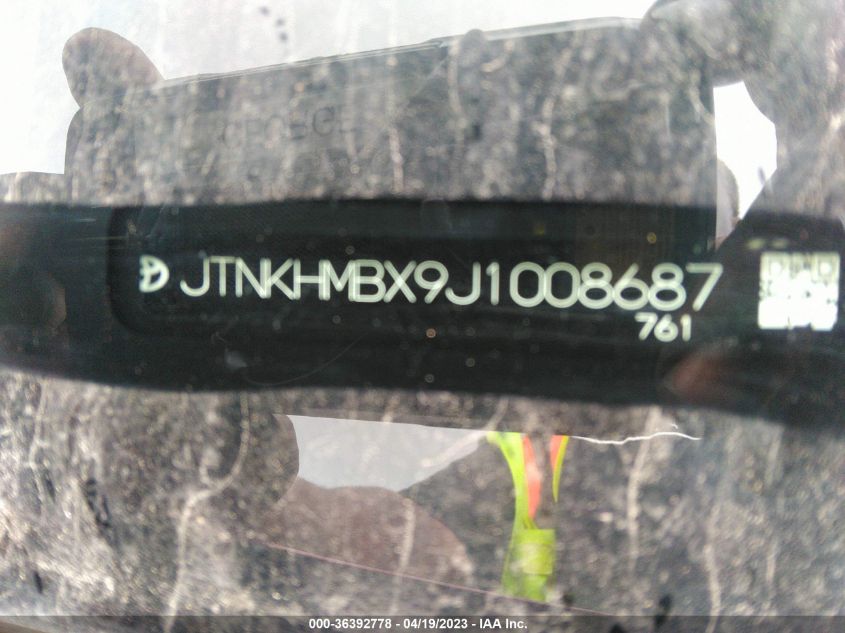 JTNKHMBX9J1008687
761
000-36392778 - 04/19/2023 - IAA Inc.